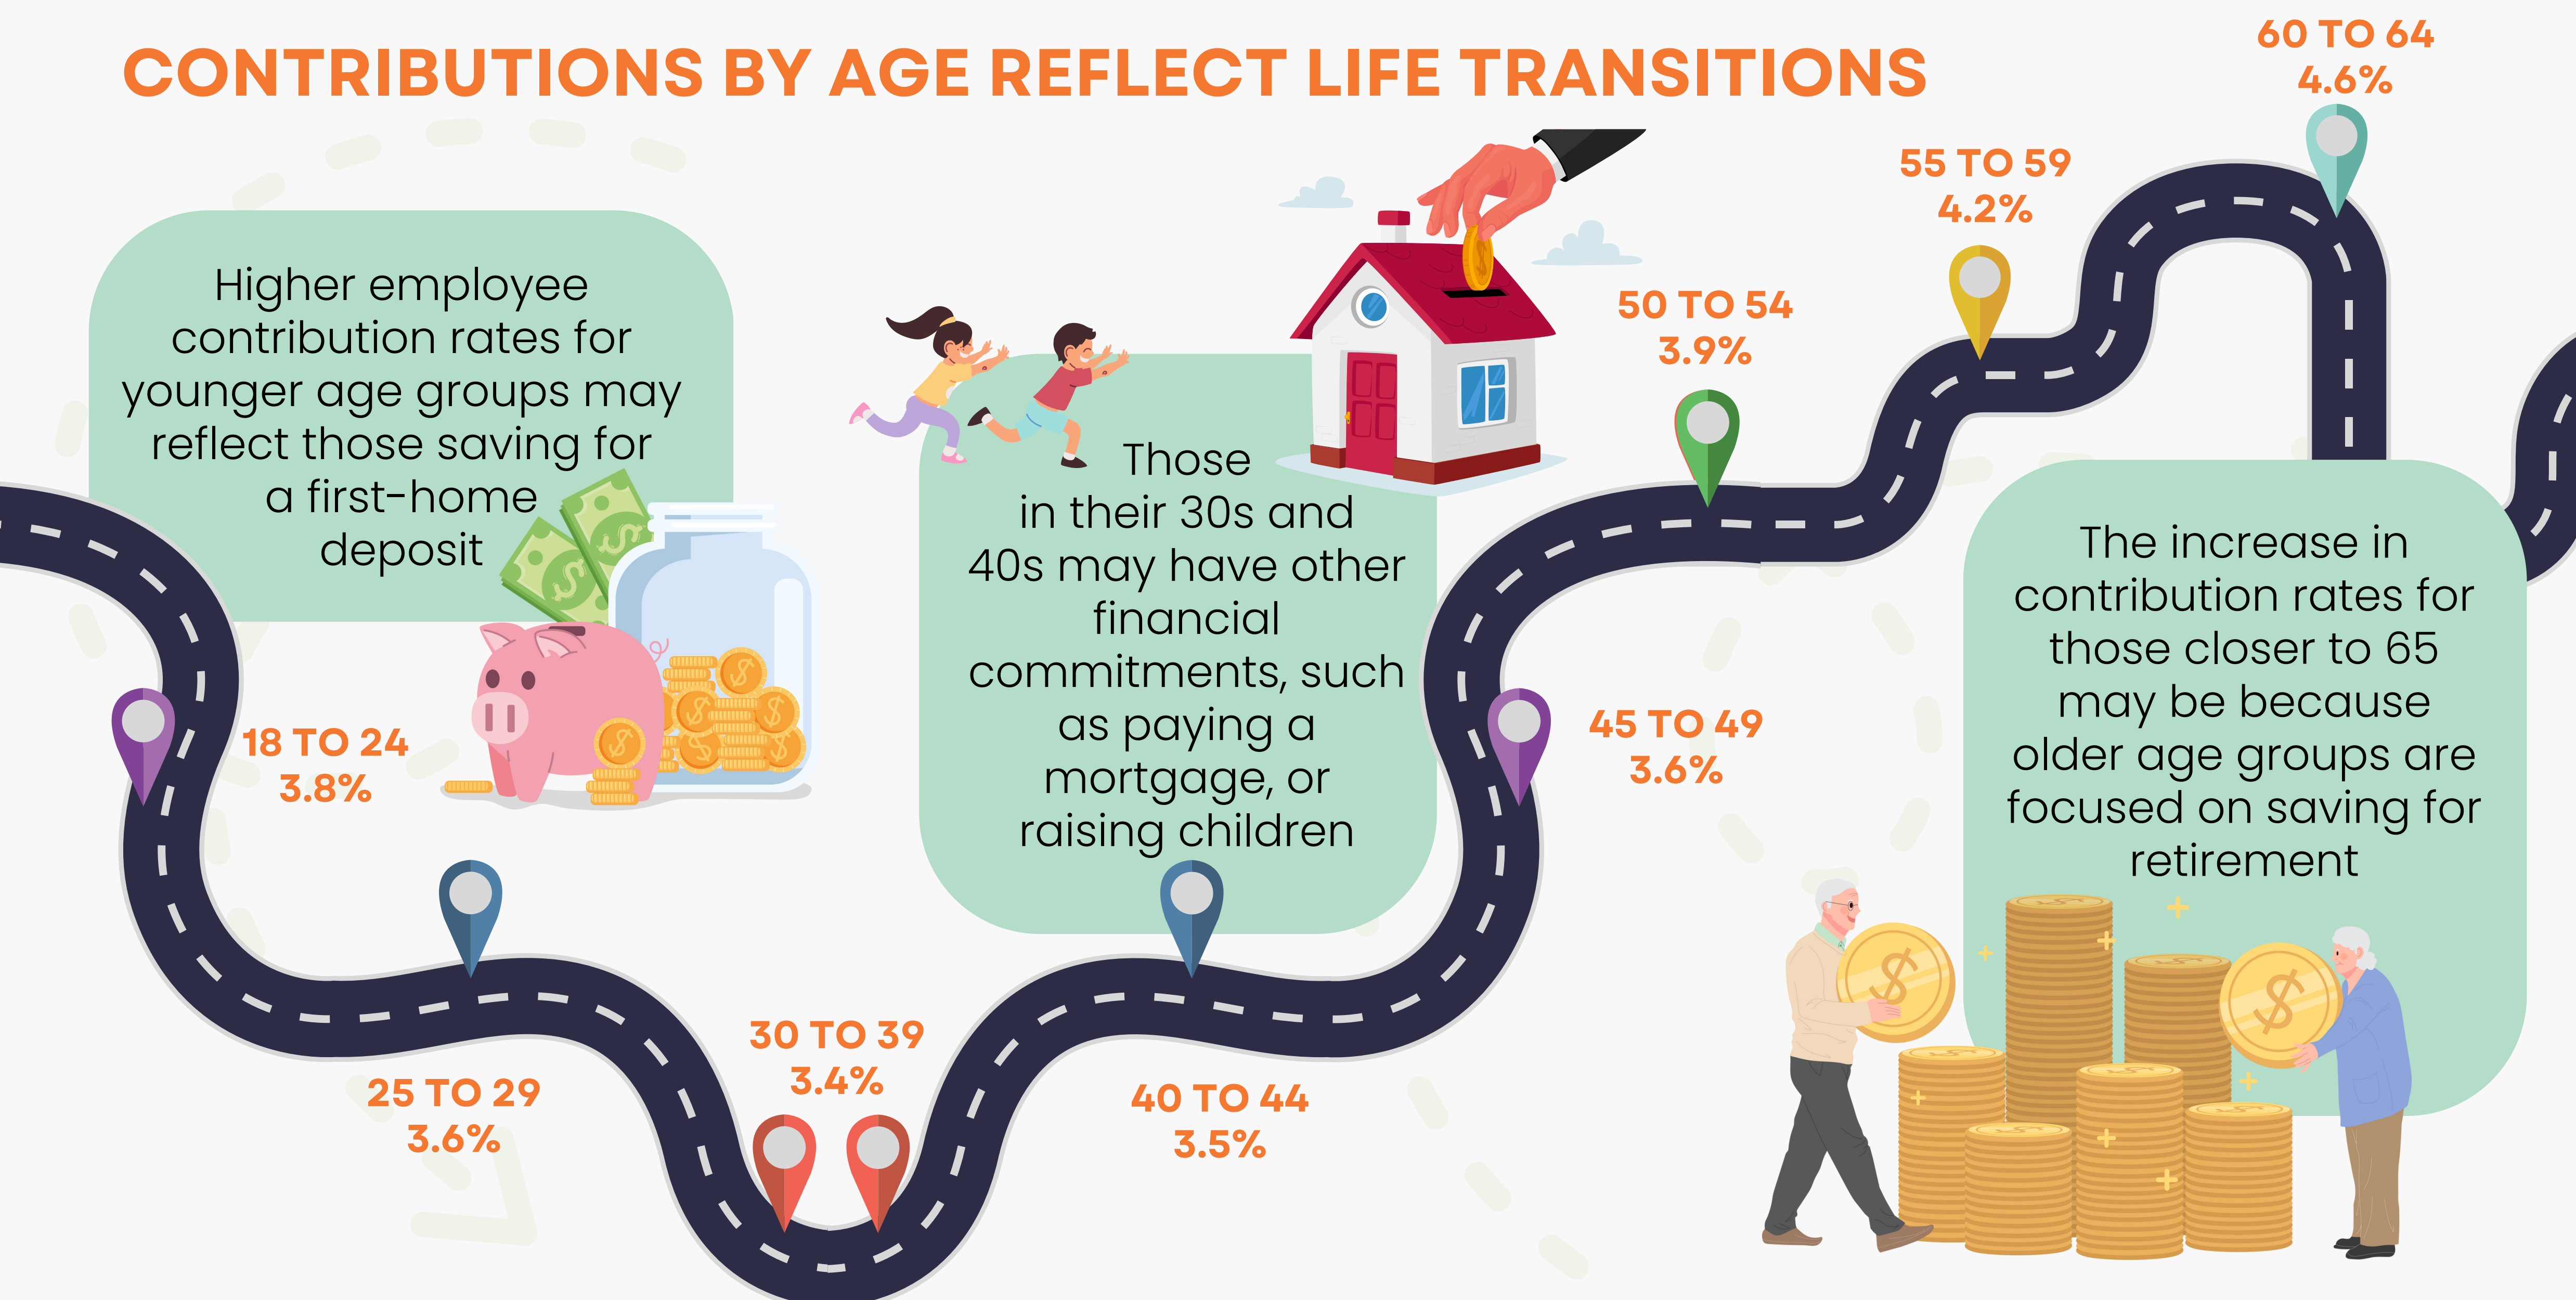 CONTRIBUTIONS BY AGE REFLECT LIFE TRANSITIONS
Higher employee
contribution rates for
younger age groups may
reflect those saving for
a first-home
deposit
18 TO 24
3.8%
25 TO 29
3.6%
30 TO 39
3.4%
Those
in their 30s and
40s may have other
financial
commitments, such
as paying a
mortgage, or
raising children
40 TO 44
3.5%
45 TO 49
3.6%
50 TO 54
3.9%
55 TO 59
4.2%
60 TO 64
4.6%
The increase in
contribution rates for
those closer to 65
may be because
older age groups are
focused on saving for
retirement